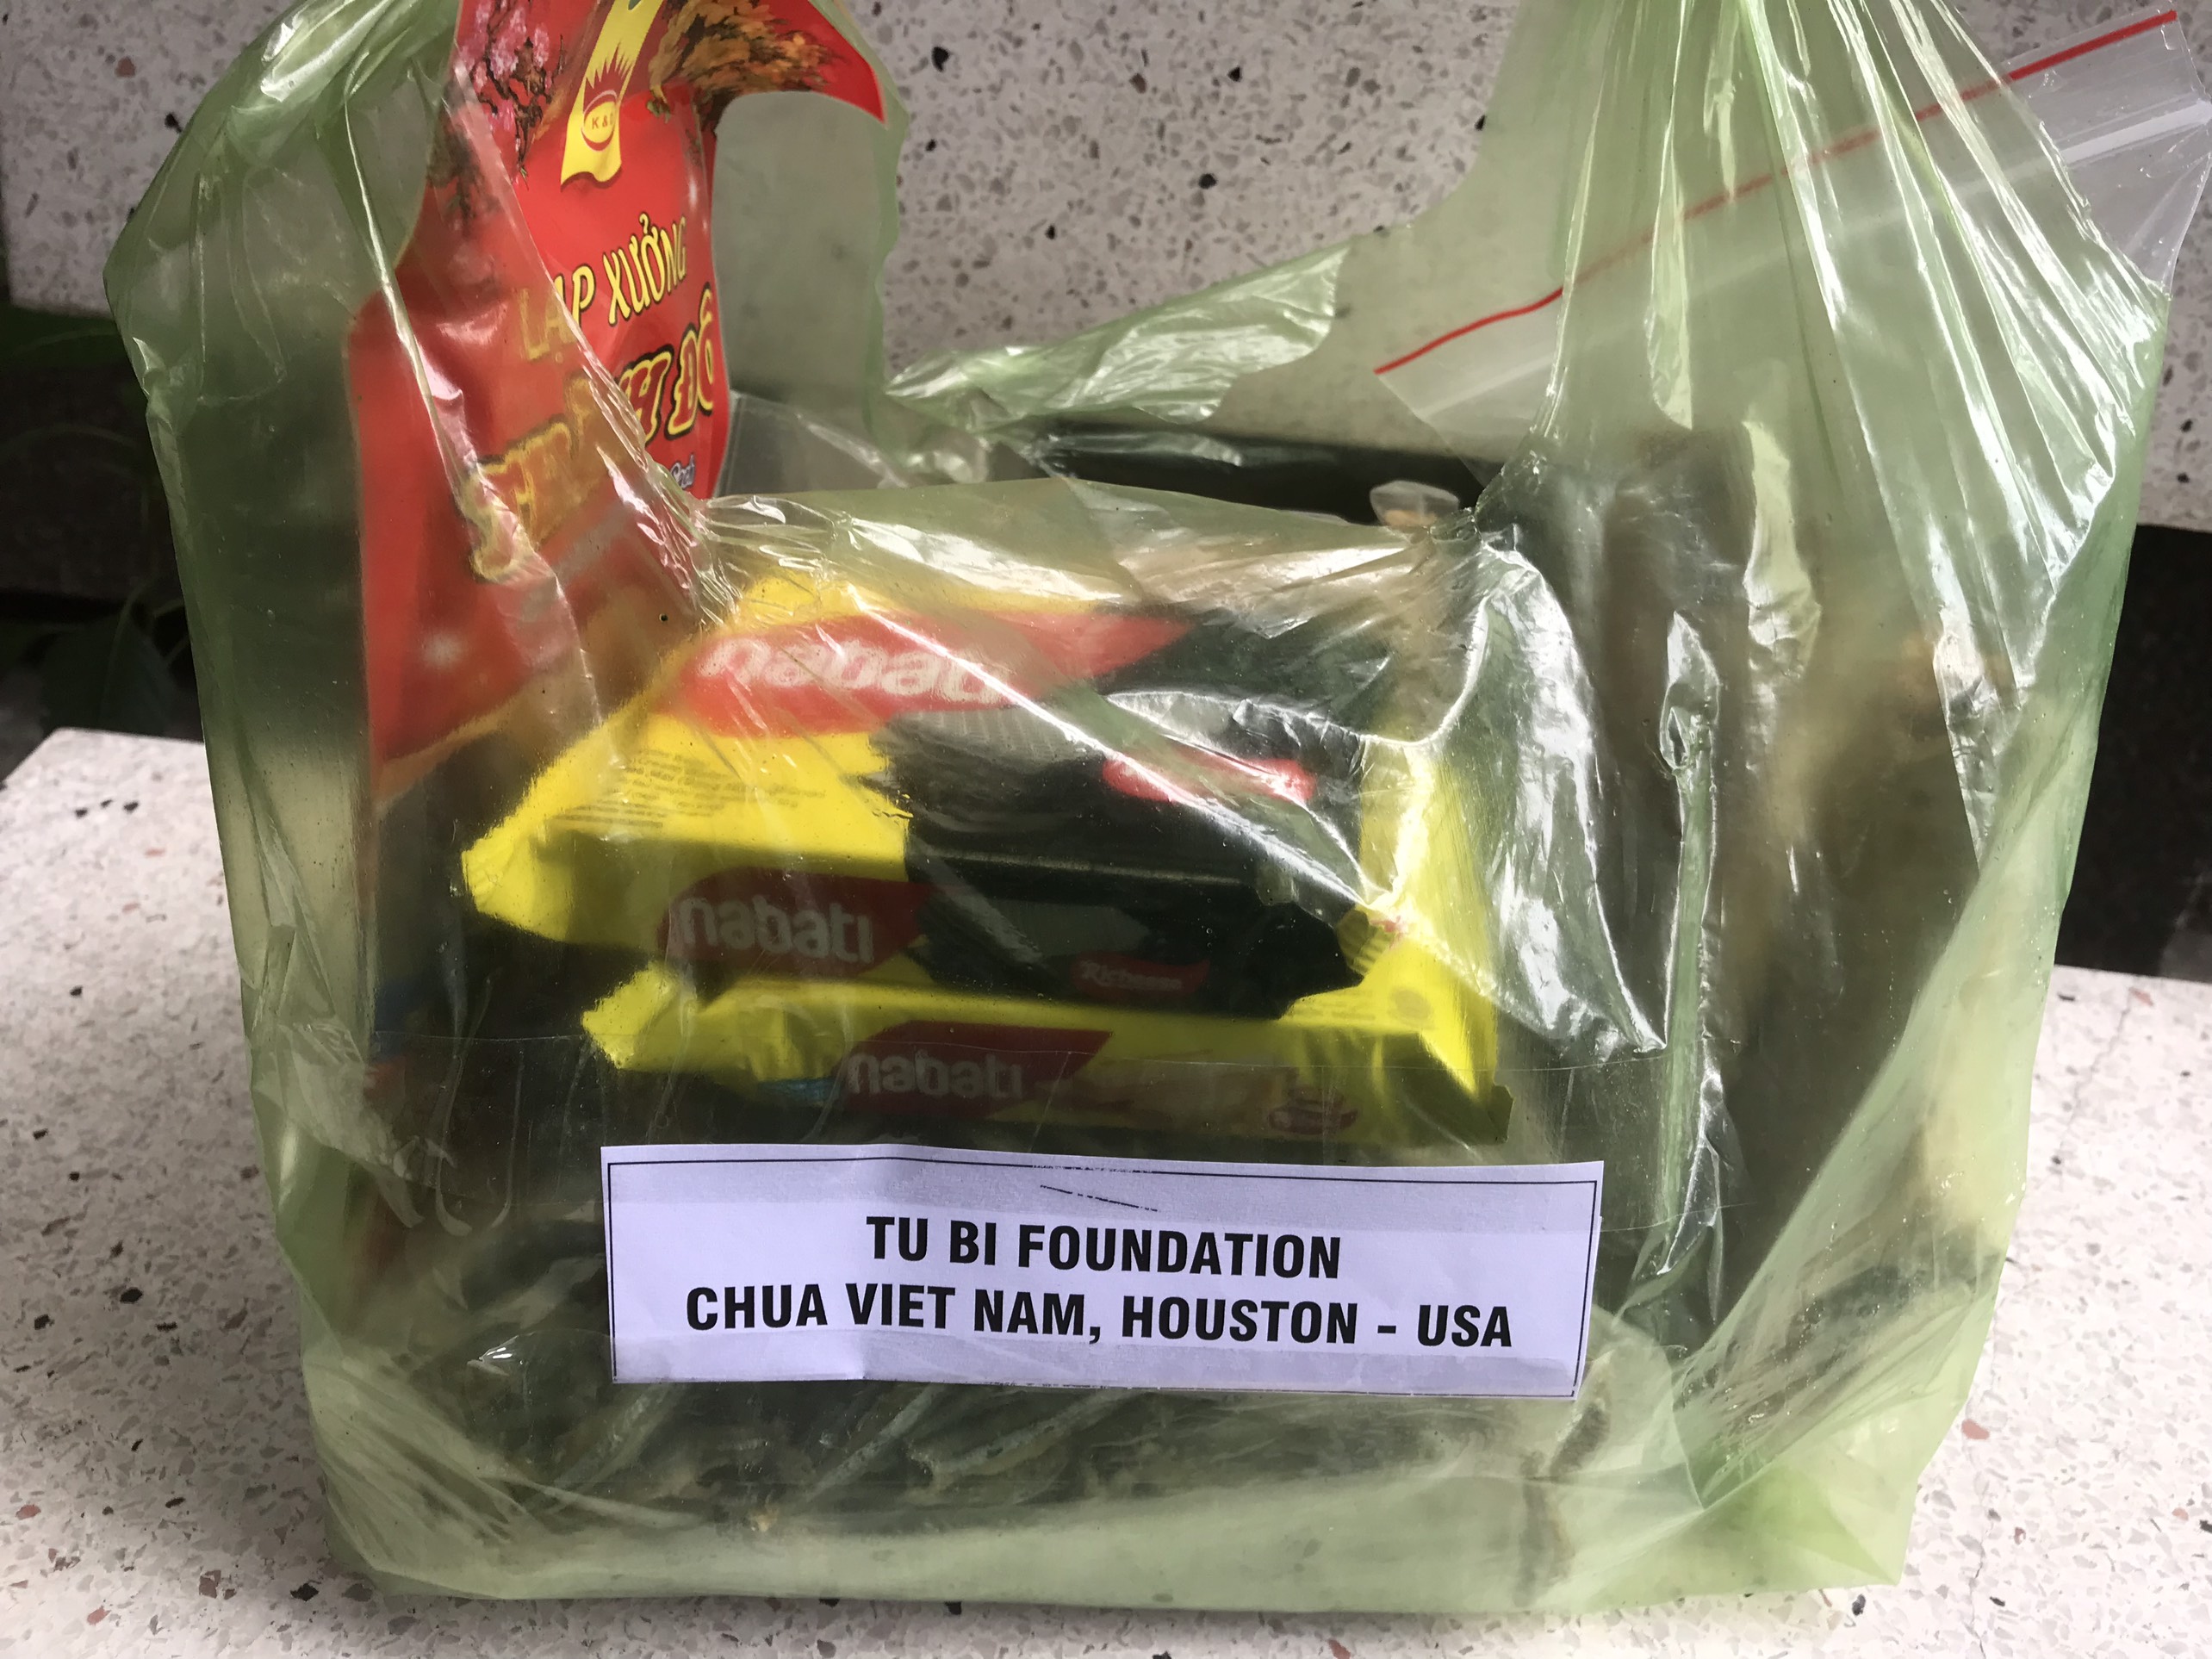 K & Đ
LẠP XƯỞNG
nabati
nabati
Richeese
nabati
TU BI FOUNDATION
CHUA VIET NAM, HOUSTON - USA